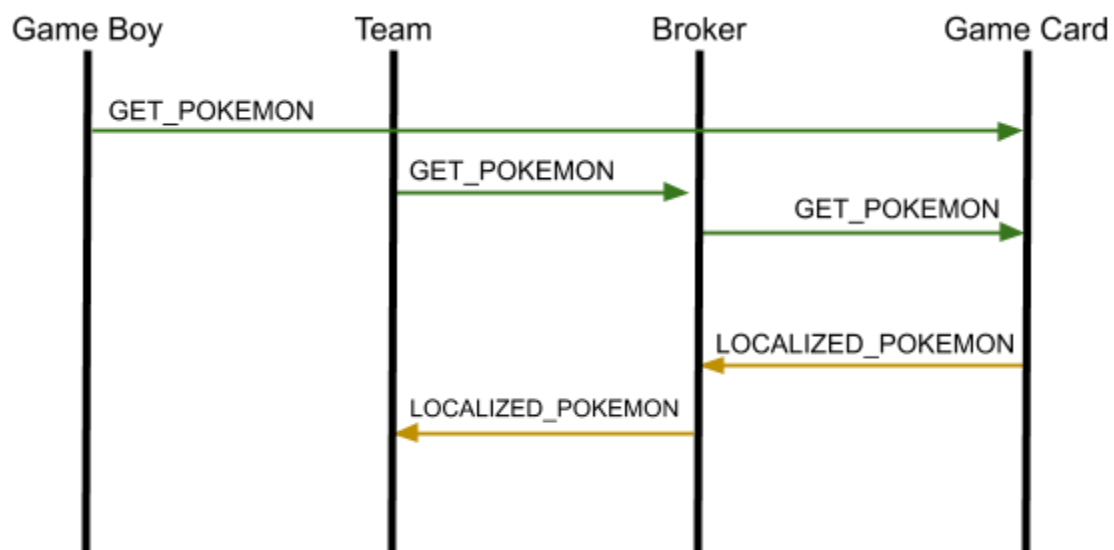 Game Boy Team Broker Game Card
GET_POKEMON
GET_POKEMON
GET_POKEMON
LOCALIZED_POKEMON
LOCALIZED_POKEMON